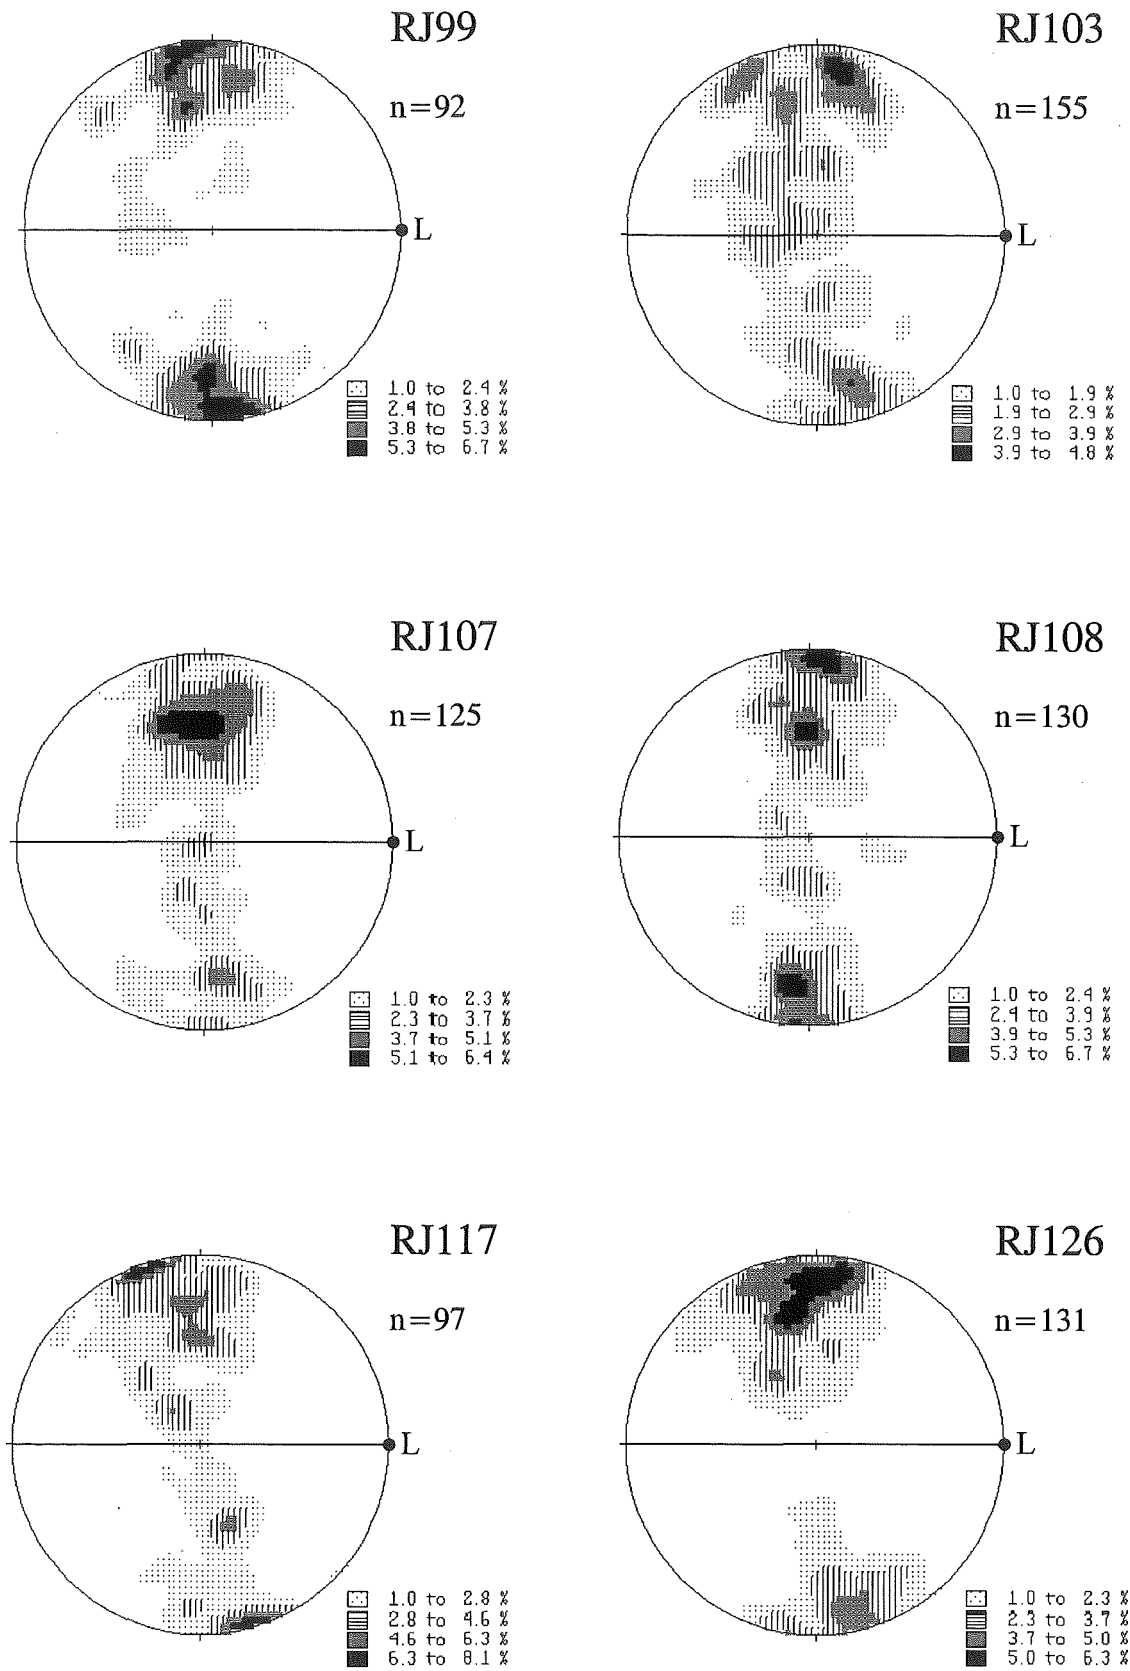 RJ99
n=92
L
1.0 to 2.4 %
2.4 to 3.8 %
3.8 to 5.3 %
5.3 to 6.7 %
RJ103
n=155
L
1.0 to 1.9 %
1.9 to 2.9 %
2.9 to 3.9 %
3.9 to 4.8 %
RJ107
n=125
L
1.0 to 2.3 %
2.3 to 3.7 %
3.7 to 5.1 %
5.1 to 6.4 %
RJ108
n=130
L
1.0 to 2.4 %
2.4 to 3.9 %
3.9 to 5.3 %
5.3 to 6.7 %
RJ117
n=97
L
1.0 to 2.8 %
2.8 to 4.6 %
4.6 to 6.3 %
6.3 to 8.1 %
RJ126
n=131
L
1.0 to 2.3 %
2.3 to 3.7 %
3.7 to 5.0 %
5.0 to 6.3 %